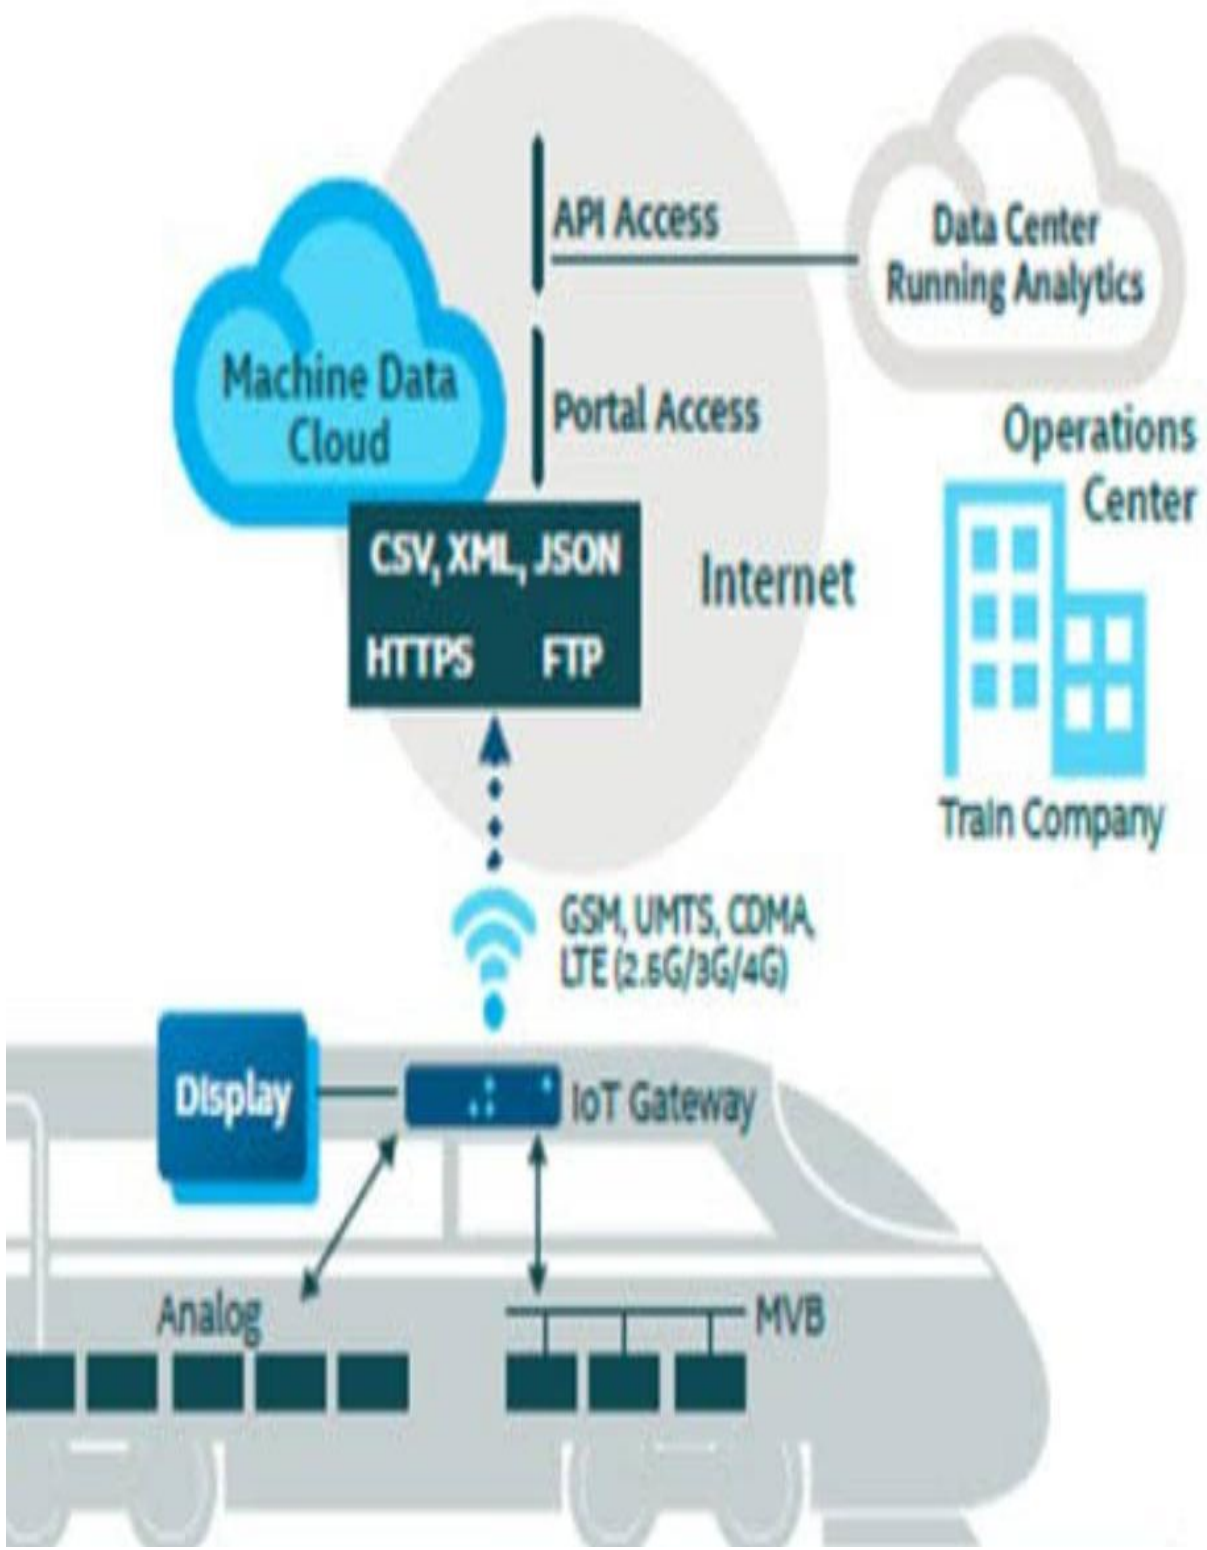 API Access
Data Center
Running Analytics
Machine Data
Cloud
Portal Access
Operations
Center
CSV, XML, JSON
HTTPS FTP
Internet
Train Company
GSM, UMTS, CDMA,
LTE (2.5G/3G/4G)
Display
IoT Gateway
Analog
MVB